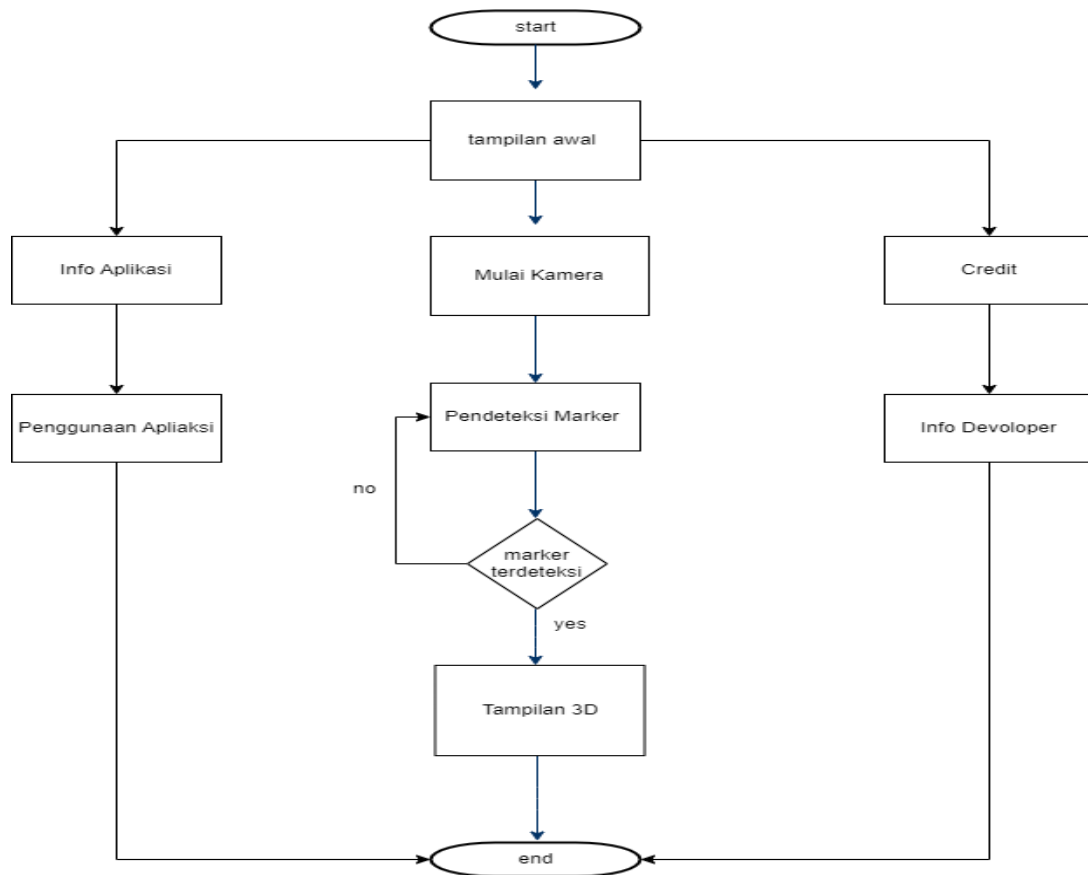 start
tampilan awal
Info Aplikasi
Mulai Kamera
Credit
Pendeteksi Marker
Penggunaan Apliaksi
Info Devoloper
no
marker
terdeteksi
yes
Tampilan 3D
end